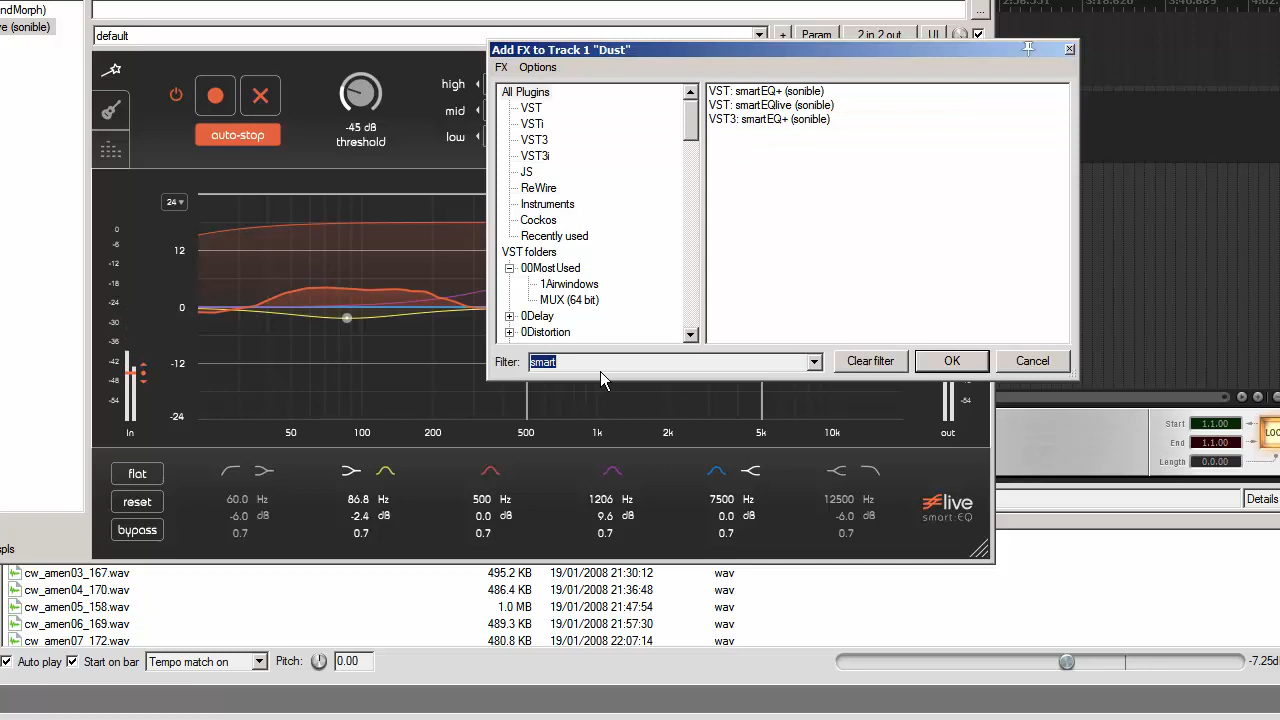 ndMorph)
ve (sonible)
...
default
+
Param
2 in 2 out
UI
Add FX to Track 1 "Dust"
FX Options
All Plugins
VST
VSTi
VST3
VST3i
JS
ReWire
Instruments
Cockos
Recently used
VST folders
00MostUsed
1Airwindows
MUX (64 bit)
0Delay
0Distortion
VST: smartEQ+ (sonible)
VST: smartEQlive (sonible)
VST3: smartEQ+ (sonible)
Filter: smart
Clear filter
OK
Cancel
auto-stop
-45 dB
threshold
high
mid
low
24
12
0
-12
-24
0
-6
-12
-18
-24
-30
-36
-42
-48
-54
in
-54
out
50 100 200 500 1k 2k 5k 10k
flat
reset
bypass
60.0 Hz
-6.0 dB
0.7
86.8 Hz
-2.4 dB
0.7
500 Hz
0.0 dB
0.7
1206 Hz
9.6 dB
0.7
7500 Hz
0.0 dB
0.7
12500 Hz
-6.0 dB
0.7
live
smart:EQ
Start 1.1.00
End 1.1.00
Length 0.0.00
LOO
Details
pls
cw_amen03_167.wav 495.2 KB 19/01/2008 21:30:12 wav
cw_amen04_170.wav 486.4 KB 19/01/2008 21:36:48 wav
cw_amen05_158.wav 1.0 MB 19/01/2008 21:47:54 wav
cw_amen06_169.wav 489.3 KB 19/01/2008 21:57:30 wav
cw_amen07_172.wav 480.8 KB 19/01/2008 22:07:14 wav
Auto play Start on bar Tempo match on Pitch: 0.00
-7.25d